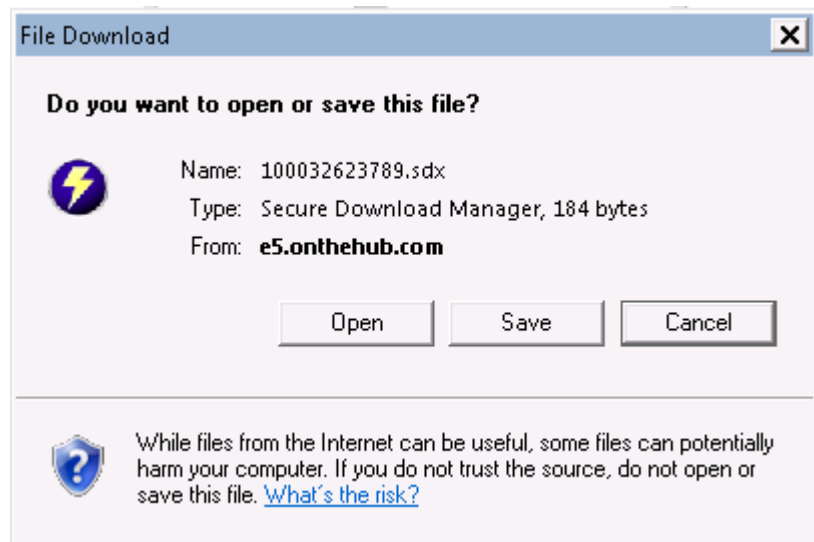 File Download
Do you want to open or save this file?
Name: 100032623789.sdx
Type: Secure Download Manager, 184 bytes
From: e5.onthehub.com
Open Save Cancel
While files from the Internet can be useful, some files can potentially
harm your computer. If you do not trust the source, do not open or
save this file. What's the risk?